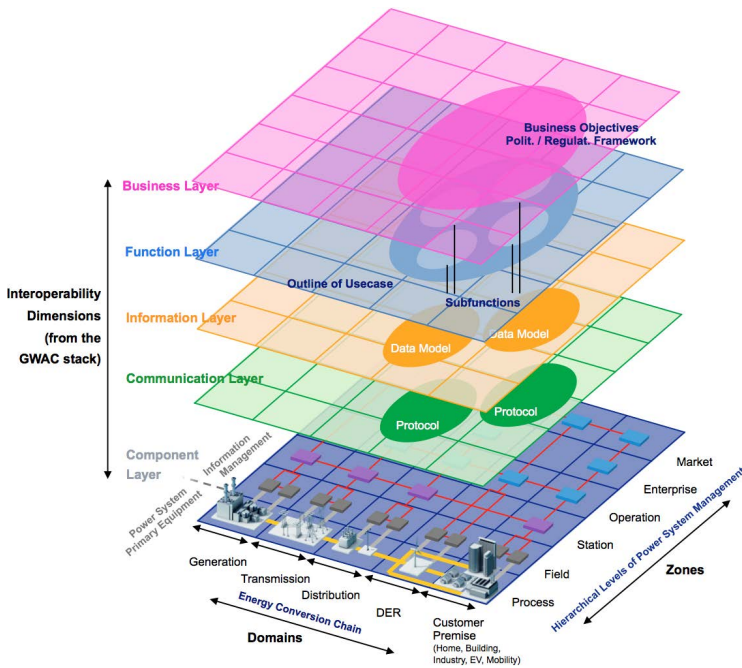 Business Objectives
Polit. / Regulat. Framework
Business Layer
Function Layer
Outline of Usecase
Subfunctions
Interoperability
Dimensions
(from the
GWAC stack)
Information Layer
Data Model
Data Model
Communication Layer
Protocol
Protocol
Component
Layer
Information
Management
Power System
Primary Equipment
Market
Enterprise
Operation
Station
Field
Process
Hierarchical Levels of Power System Management
Zones
Generation
Transmission
Distribution
DER
Customer
Premise
(Home, Building,
Industry, EV, Mobility)
Energy Conversion Chain
Domains